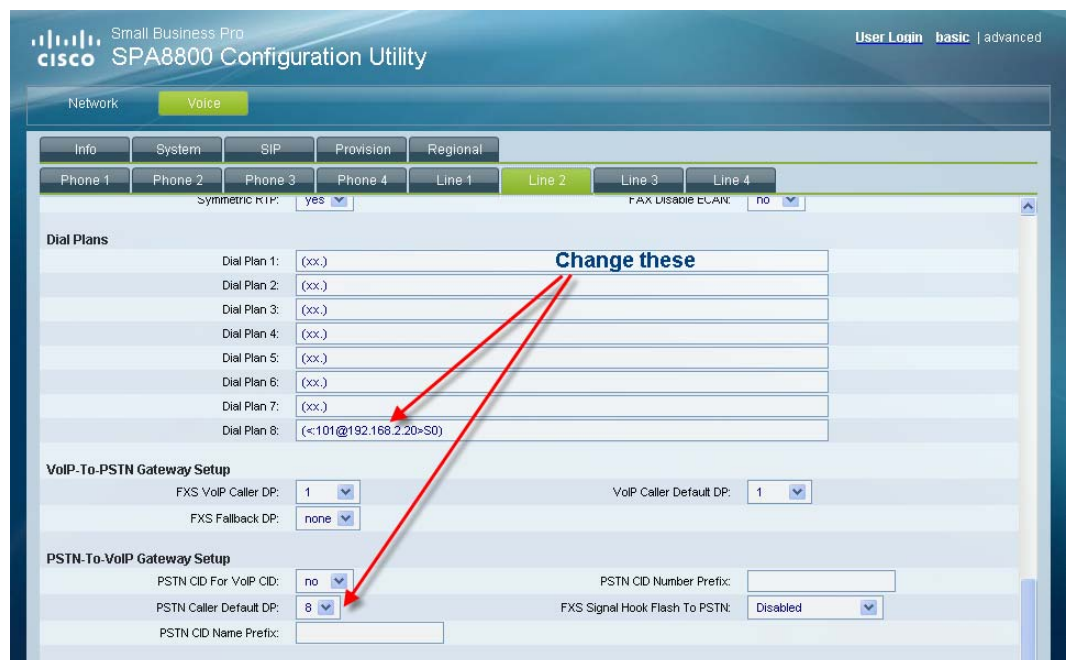 Small Business Pro
cisco SPA8800 Configuration Utility
User Login basic | advanced
Network Voice
Info System SIP Provision Regional
Phone 1 Phone 2 Phone 3 Phone 4 Line 1 Line 2 Line 3 Line 4
Symmetric RTP: yes FAX Disable ECAN: no
Dial Plans
Dial Plan 1: (xx.)
Change these
Dial Plan 2: (xx.)
Dial Plan 3: (xx.)
Dial Plan 4: (xx.)
Dial Plan 5: (xx.)
Dial Plan 6: (xx.)
Dial Plan 7: (xx.)
Dial Plan 8: (<:101@192.168.2.20>S0)
VoIP-To-PSTN Gateway Setup
FXS VoIP Caller DP: 1 VoIP Caller Default DP: 1
FXS Fallback DP: none
PSTN-To-VoIP Gateway Setup
PSTN CID For VoIP CID: no PSTN CID Number Prefix:
PSTN Caller Default DP: 8 FXS Signal Hook Flash To PSTN: Disabled
PSTN CID Name Prefix: